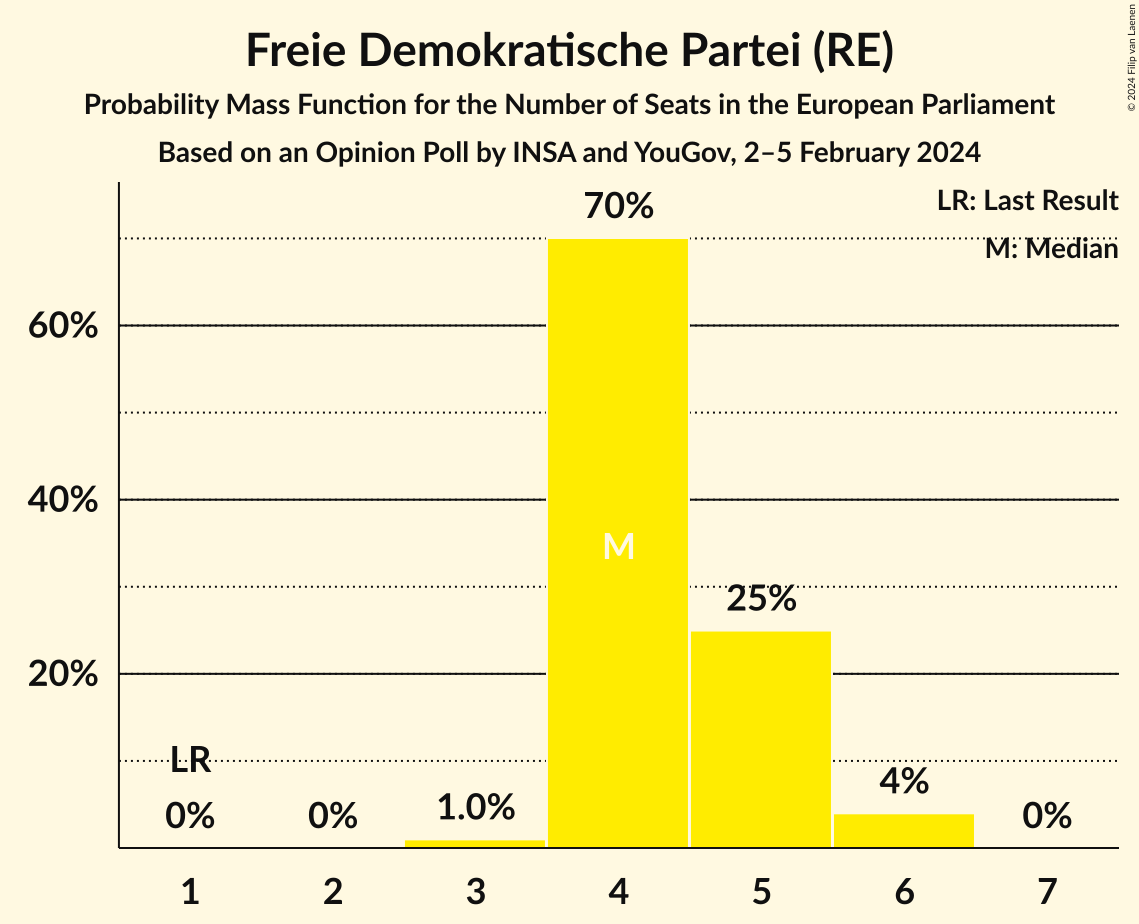 Freie Demokratische Partei (RE)
Probability Mass Function for the Number of Seats in the European Parliament
Based on an Opinion Poll by INSA and YouGov, 2–5 February 2024
© 2024 Filip van Laenen
LR: Last Result
M: Median
70%
60%
40%
M
25%
20%
LR
0%
0%
1.0%
4%
0%
1 2 3 4 5 6 7